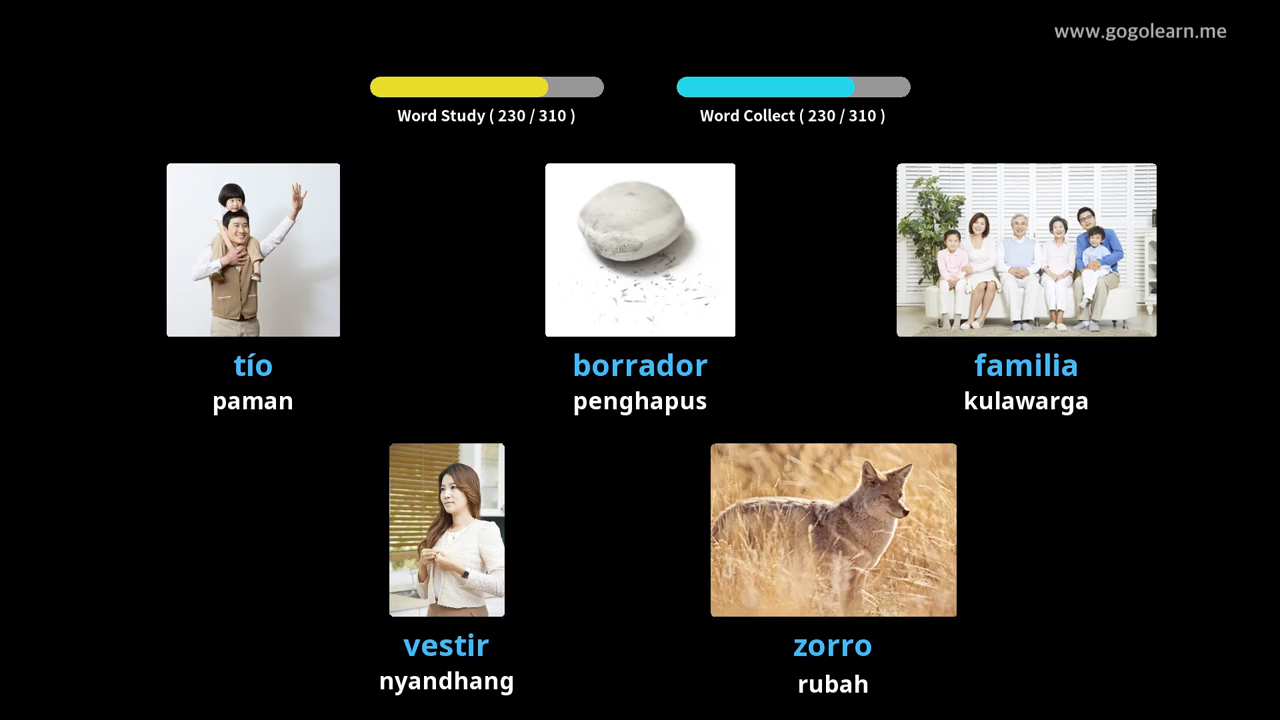 www.gogolearn.me
Word Study ( 230 / 310 )
Word Collect ( 230 / 310 )
tío
paman
borrador
penghapus
familia
kulawarga
vestir
nyandhang
zorro
rubah